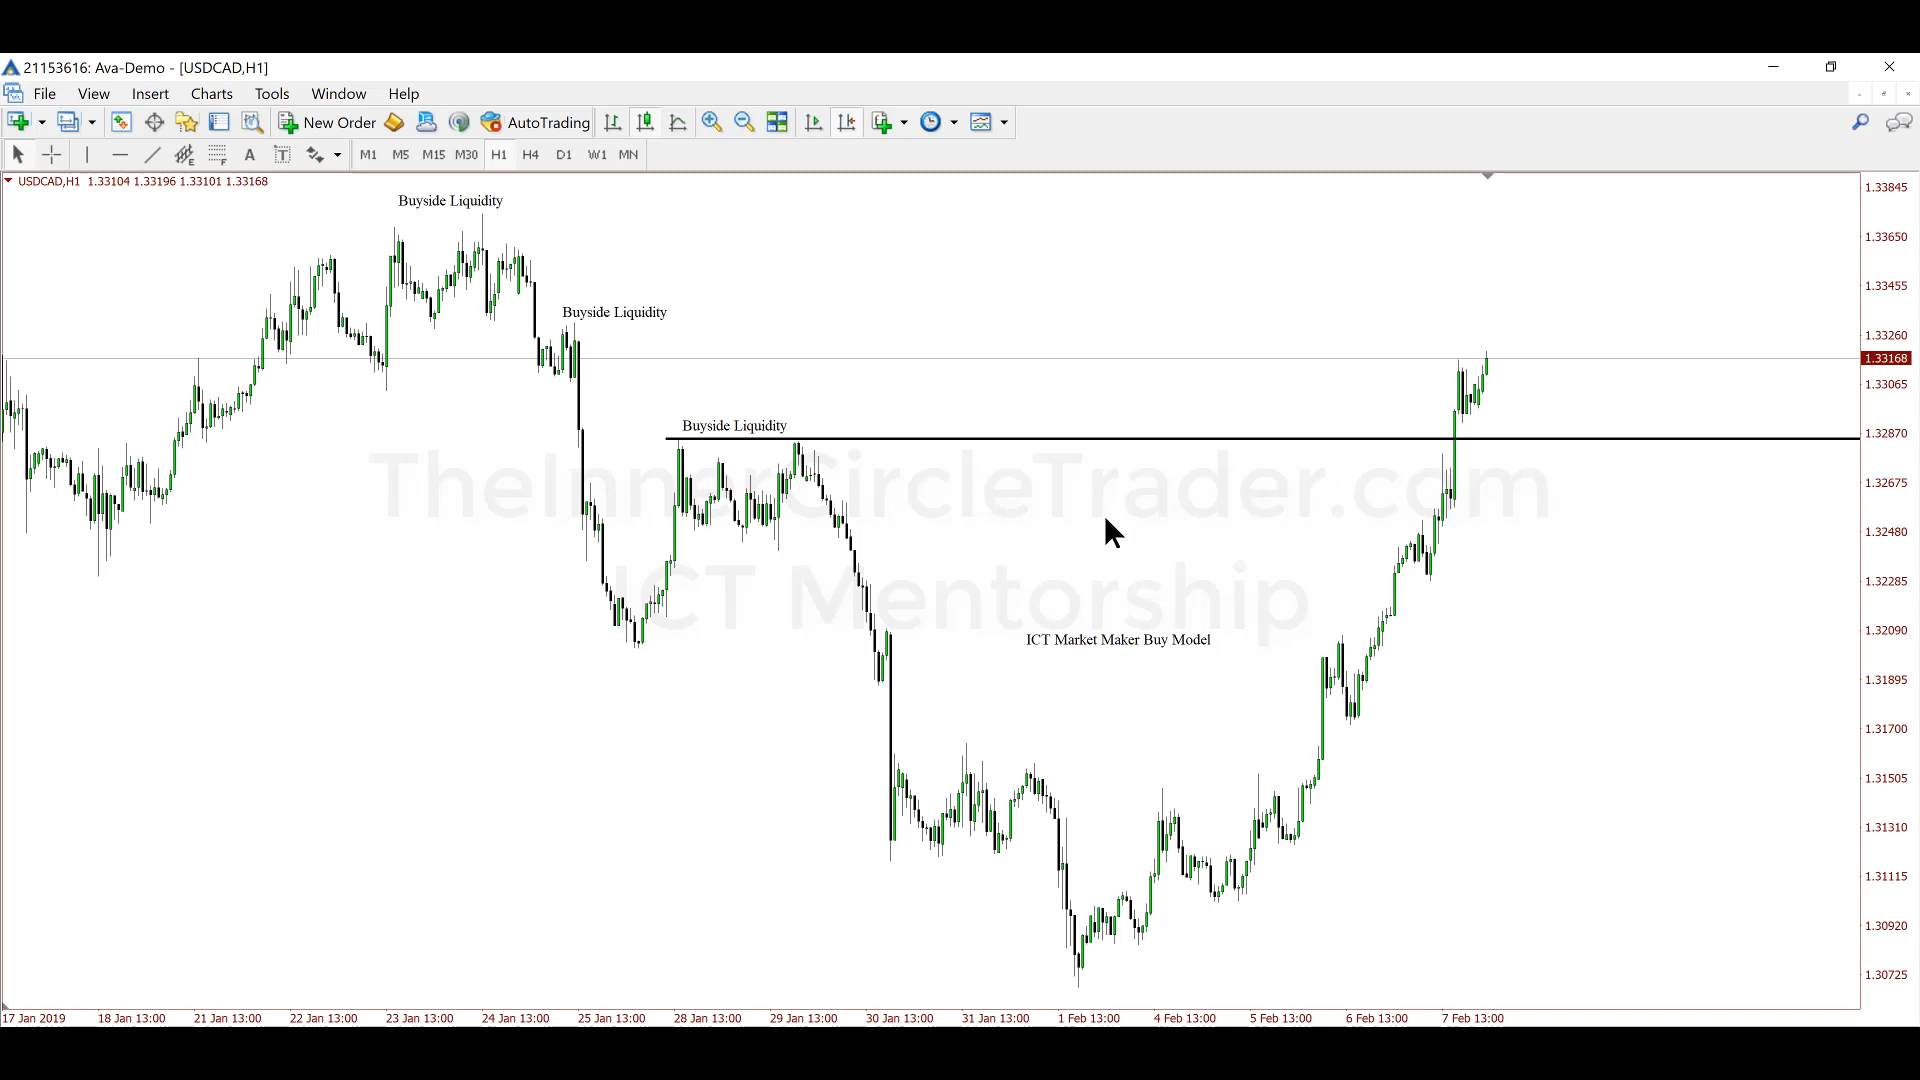 21153616: Ava-Demo - [USDCAD,H1]
File View Insert Charts Tools Window Help
New Order AutoTrading
A T M1 M5 M15 M30 H1 H4 D1 W1 MN
USDCAD,H1 1.33104 1.33196 1.33101 1.33168
Buyside Liquidity
Buyside Liquidity
Buyside Liquidity
TheInnerCircleTrader.com
ICT Mentorship
ICT Market Maker Buy Model
1.33845
1.33650
1.33455
1.33260
1.33168
1.33065
1.32870
1.32675
1.32480
1.32285
1.32090
1.31895
1.31700
1.31505
1.31310
1.31115
1.30920
1.30725
17 Jan 2019 18 Jan 13:00 21 Jan 13:00 22 Jan 13:00 23 Jan 13:00 24 Jan 13:00 25 Jan 13:00 28 Jan 13:00 29 Jan 13:00 30 Jan 13:00 31 Jan 13:00 1 Feb 13:00 4 Feb 13:00 5 Feb 13:00 6 Feb 13:00 7 Feb 13:00